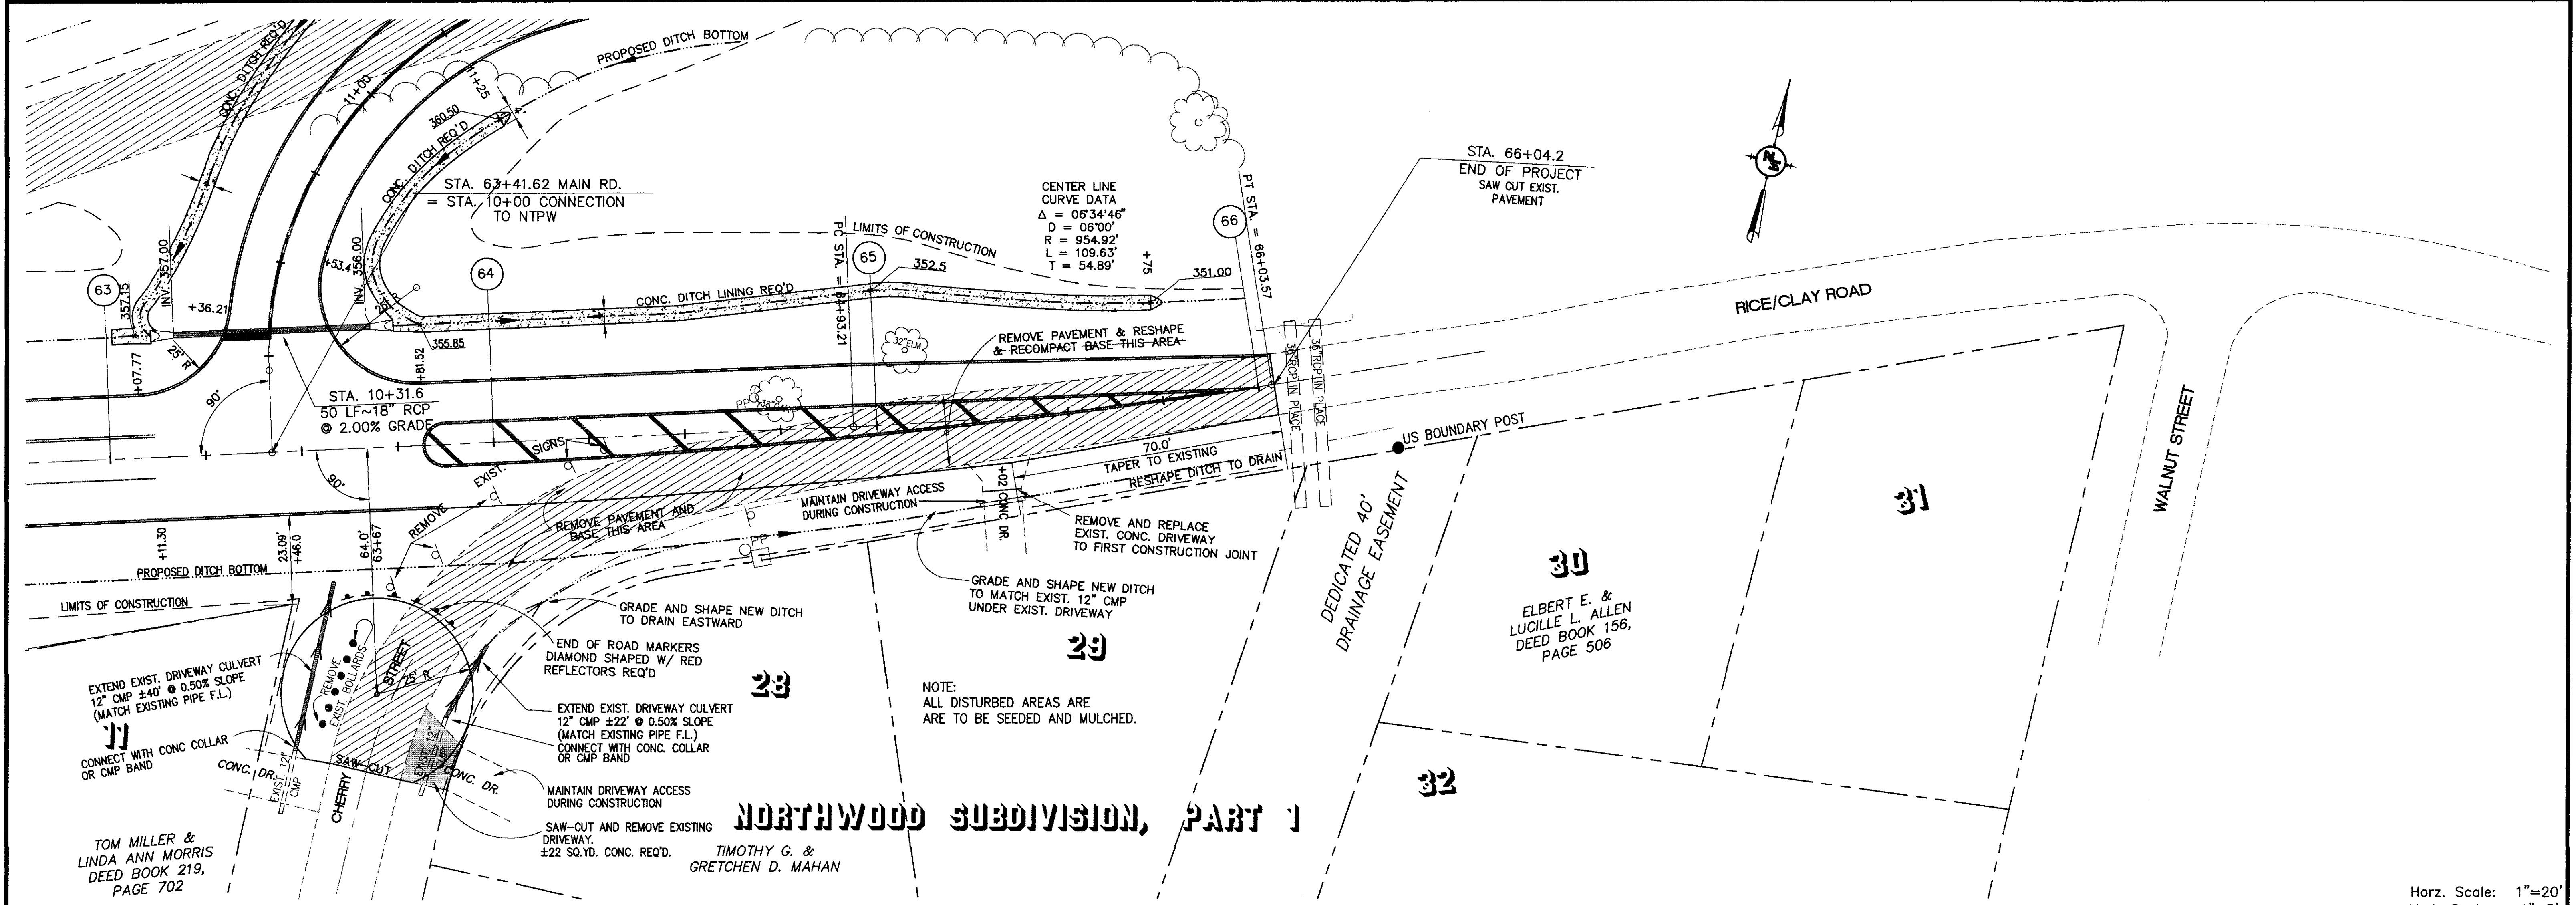 CONC. DITCH REQ'D
11+00
11+25
PROPOSED DITCH BOTTOM
360.50
4'
CONC. DITCH REQ'D
STA. 63+41.62 MAIN RD.
= STA. 10+00 CONNECTION
TO NTPW
CENTER LINE
CURVE DATA
Δ = 06°34'46"
D = 06°00'
R = 954.92'
L = 109.63'
T = 54.89'
+75
351.00
PT STA. = 66+03.57
66
STA. 66+04.2
END OF PROJECT
SAW CUT EXIST.
PAVEMENT
N
63
357.15
INV. 357.00
+36.21
+53.4
INV. 356.00
25' R
64
PC STA. = 64+93.21
65
LIMITS OF CONSTRUCTION
352.5
CONC. DITCH LINING REQ'D
355.85
+81.52
+07.77
25' R
90°
STA. 10+31.6
50 LF~18" RCP
@ 2.00% GRADE
32"ELM
REMOVE PAVEMENT & RESHAPE
& RECOMPACT BASE THIS AREA
PP
36"RCP IN PLACE
36"RCP IN PLACE
RICE/CLAY ROAD
WALNUT STREET
US BOUNDARY POST
90°
REMOVE EXIST. SIGNS
70.0'
TAPER TO EXISTING
RESHAPE DITCH TO DRAIN
+02 CONC DR.
MAINTAIN DRIVEWAY ACCESS
DURING CONSTRUCTION
REMOVE PAVEMENT AND
BASE THIS AREA
REMOVE AND REPLACE
EXIST. CONC. DRIVEWAY
TO FIRST CONSTRUCTION JOINT
+11.30
23.09'
+46.0
64.0'
63+67
PP
PROPOSED DITCH BOTTOM
LIMITS OF CONSTRUCTION
GRADE AND SHAPE NEW DITCH
TO MATCH EXIST. 12" CMP
UNDER EXIST. DRIVEWAY
GRADE AND SHAPE NEW DITCH
TO DRAIN EASTWARD
END OF ROAD MARKERS
DIAMOND SHAPED W/ RED
REFLECTORS REQ'D
DEDICATED 40'
DRAINAGE EASEMENT
31
30
ELBERT E. &
LUCILLE L. ALLEN
DEED BOOK 156,
PAGE 506
29
28
EXTEND EXIST. DRIVEWAY CULVERT
12" CMP ±40' @ 0.50% SLOPE
(MATCH EXISTING PIPE F.L.)
11
CONNECT WITH CONC COLLAR
OR CMP BAND
REMOVE
EXIST. BOLLARDS
CHERRY STREET
25' R
EXTEND EXIST. DRIVEWAY CULVERT
12" CMP ±22' @ 0.50% SLOPE
(MATCH EXISTING PIPE F.L.)
CONNECT WITH CONC. COLLAR
OR CMP BAND
NOTE:
ALL DISTURBED AREAS ARE
ARE TO BE SEEDED AND MULCHED.
CONC. DR.
EXIST. 12"
CMP
SAW-CUT
EXIST. 12"
CMP
CONC. DR.
MAINTAIN DRIVEWAY ACCESS
DURING CONSTRUCTION
SAW-CUT AND REMOVE EXISTING
DRIVEWAY.
±22 SQ.YD. CONC. REQ'D.
32
NORTHWOOD SUBDIVISION, PART 1
TOM MILLER &
LINDA ANN MORRIS
DEED BOOK 219,
PAGE 702
TIMOTHY G. &
GRETCHEN D. MAHAN
Horz. Scale: 1"=20'